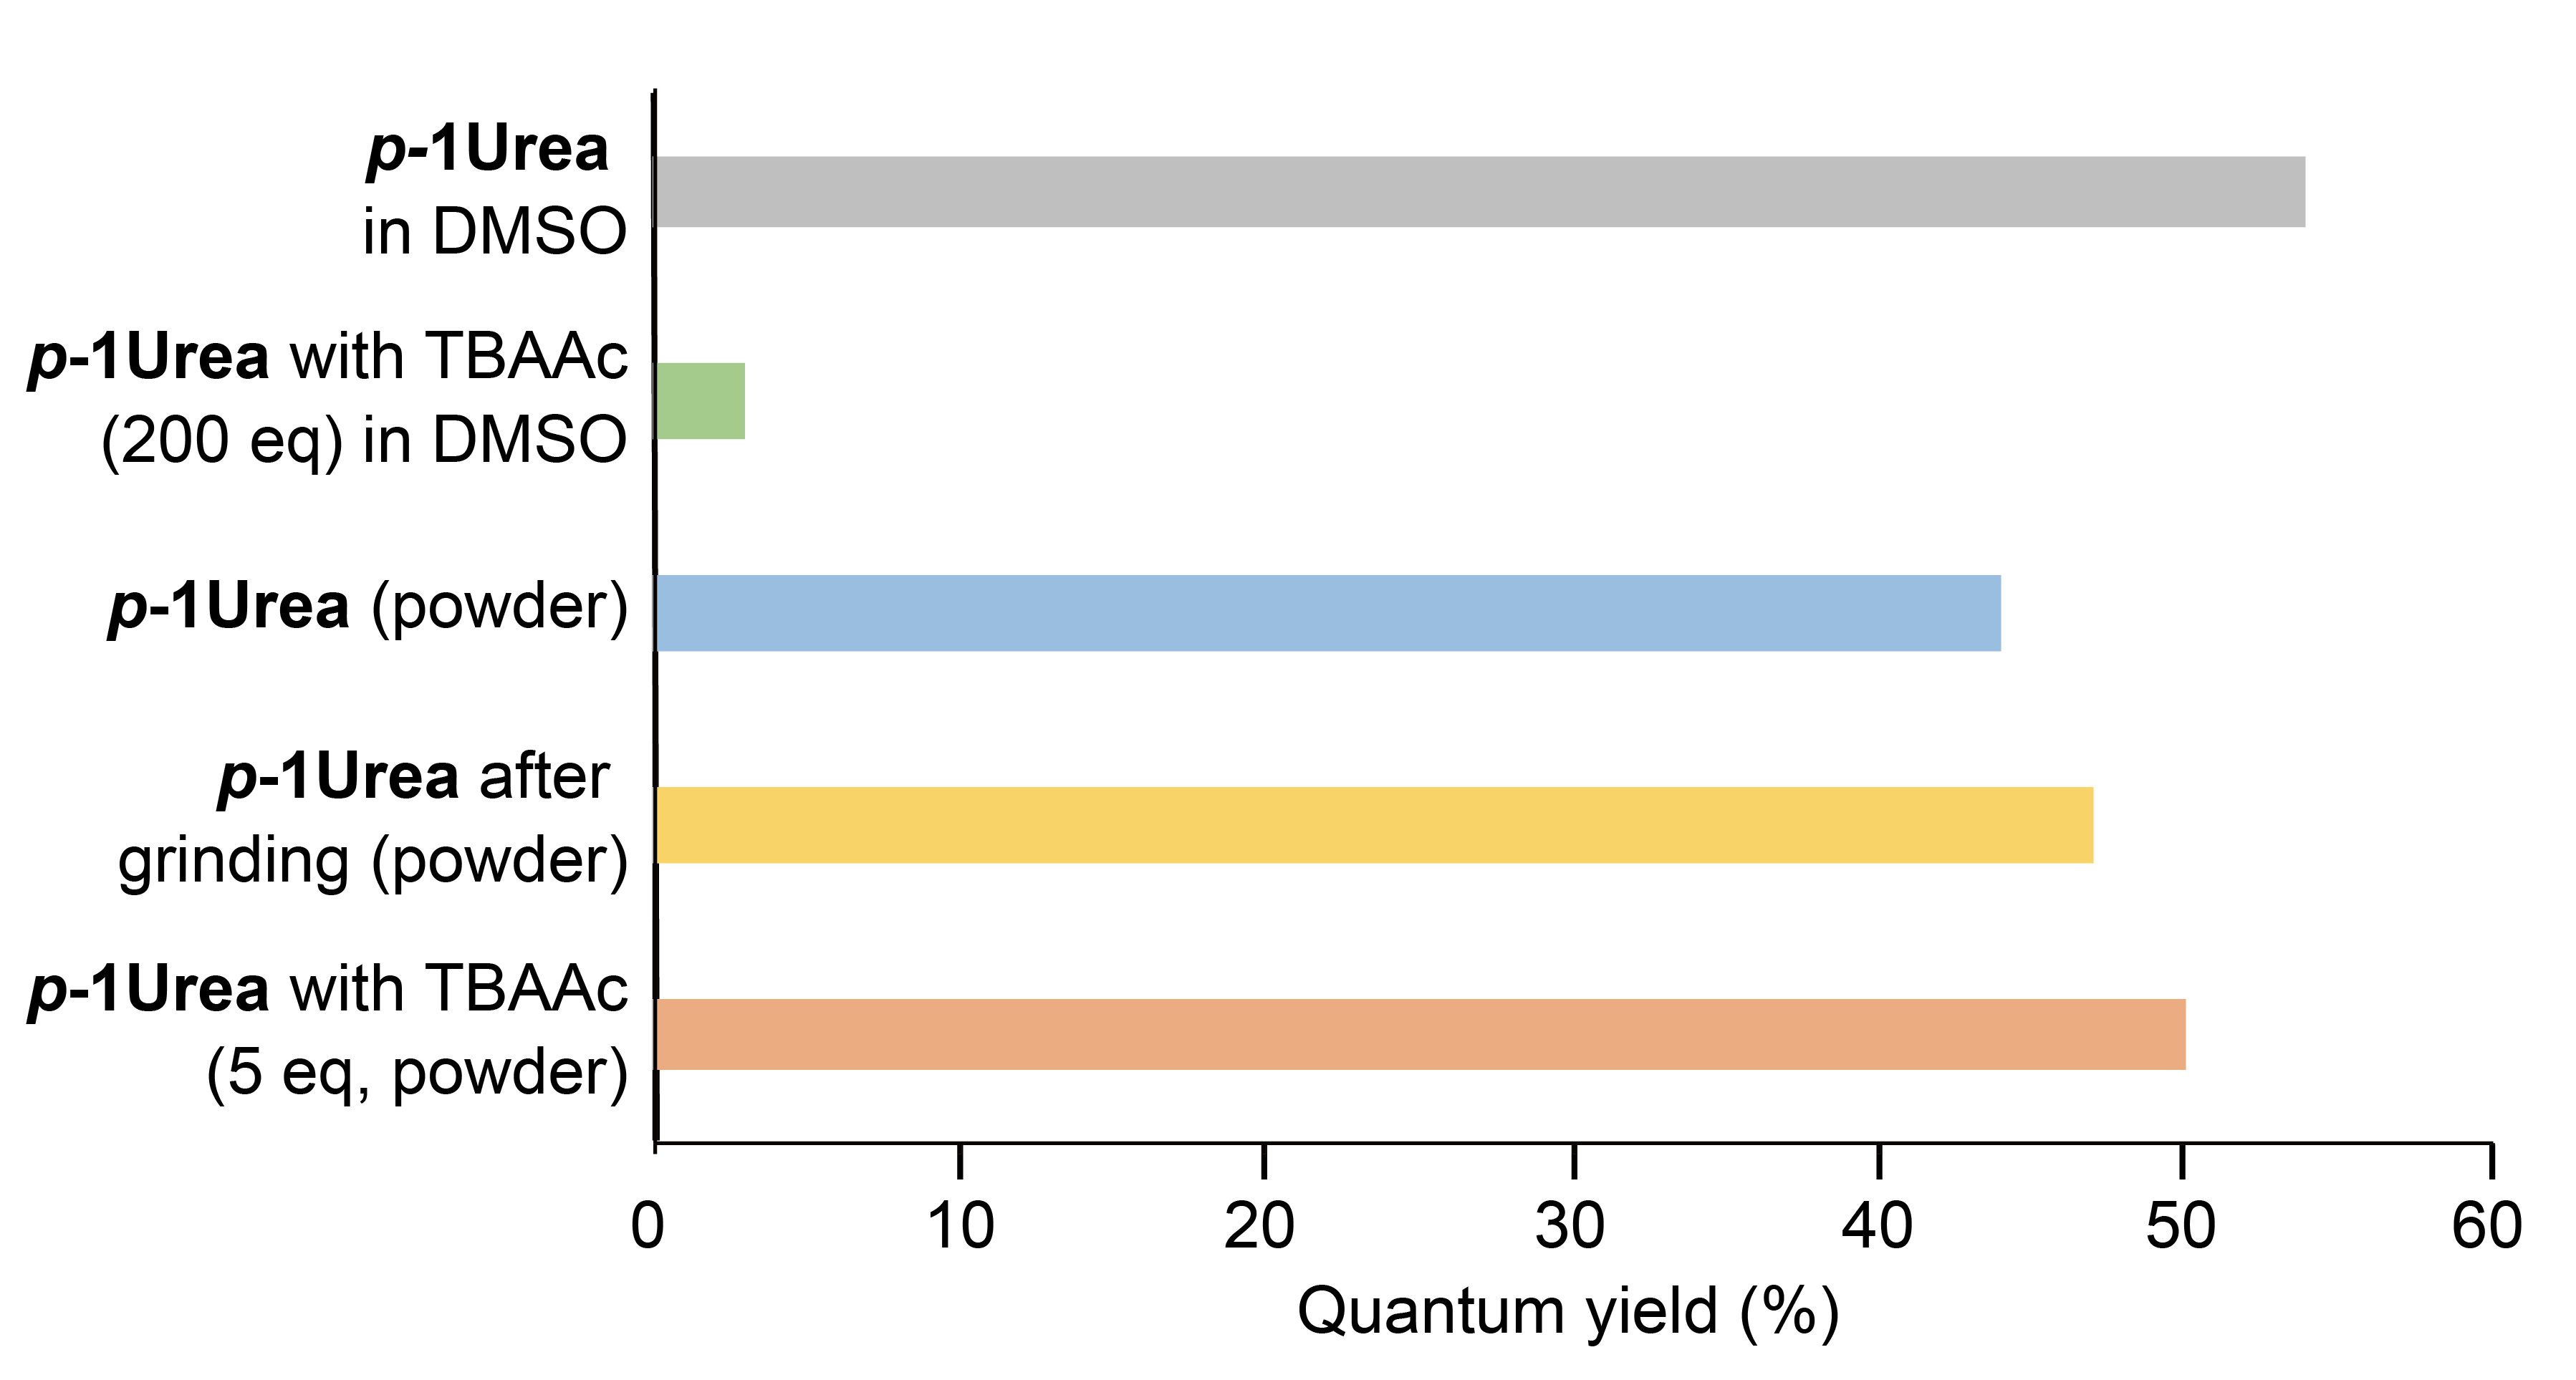 p-1Urea
in DMSO
p-1Urea with TBAAc
(200 eq) in DMSO
p-1Urea (powder)
p-1Urea after
grinding (powder)
p-1Urea with TBAAc
(5 eq, powder)
0 10 20 30 40 50 60
Quantum yield (%)